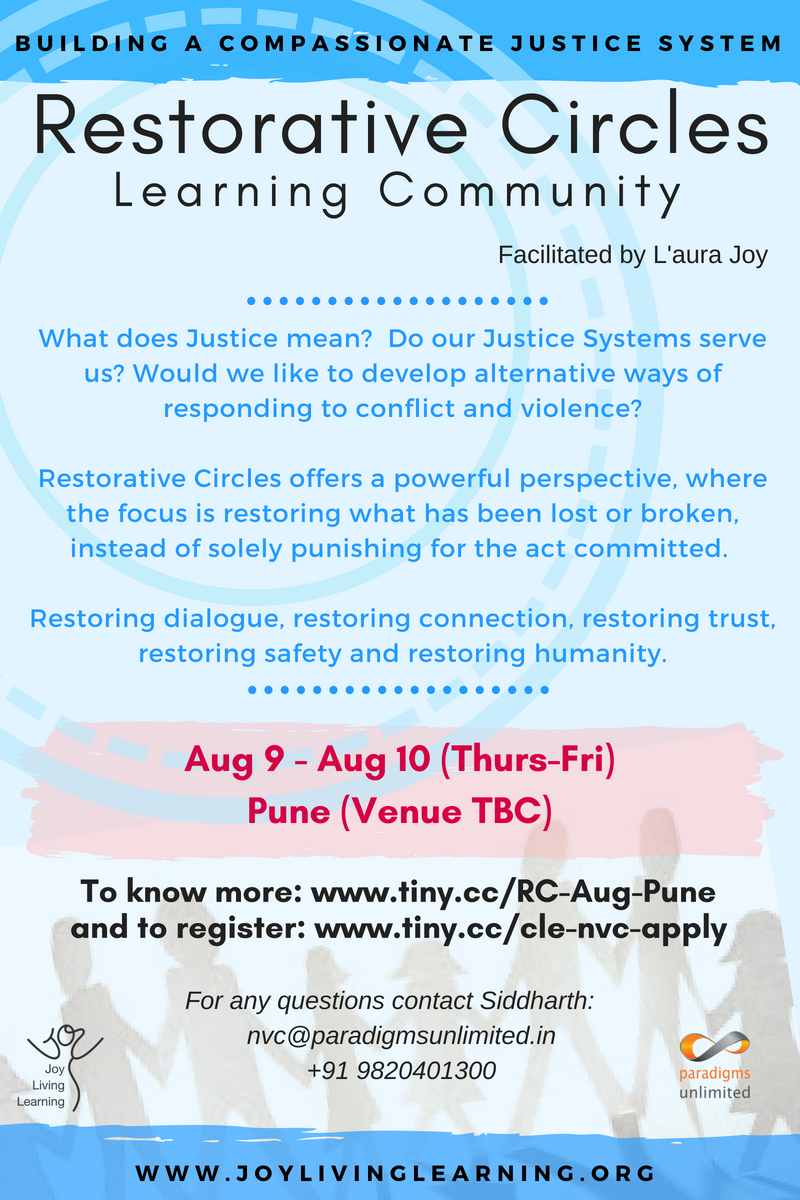 BUILDING A COMPASSIONATE JUSTICE SYSTEM
Restorative Circles
Learning Community
Facilitated by L'aura Joy
What does Justice mean?  Do our Justice Systems serve
us? Would we like to develop alternative ways of
responding to conflict and violence?
Restorative Circles offers a powerful perspective, where
the focus is restoring what has been lost or broken,
instead of solely punishing for the act committed.
Restoring dialogue, restoring connection, restoring trust,
restoring safety and restoring humanity.
Aug 9 - Aug 10 (Thurs-Fri)
Pune (Venue TBC)
To know more: www.tiny.cc/RC-Aug-Pune
and to register: www.tiny.cc/cle-nvc-apply
For any questions contact Siddharth:
nvc@paradigmsunlimited.in
+91 9820401300
Joy
Joy
Living
Learning
paradigms
unlimited
WWW.JOYLIVINGLEARNING.ORG